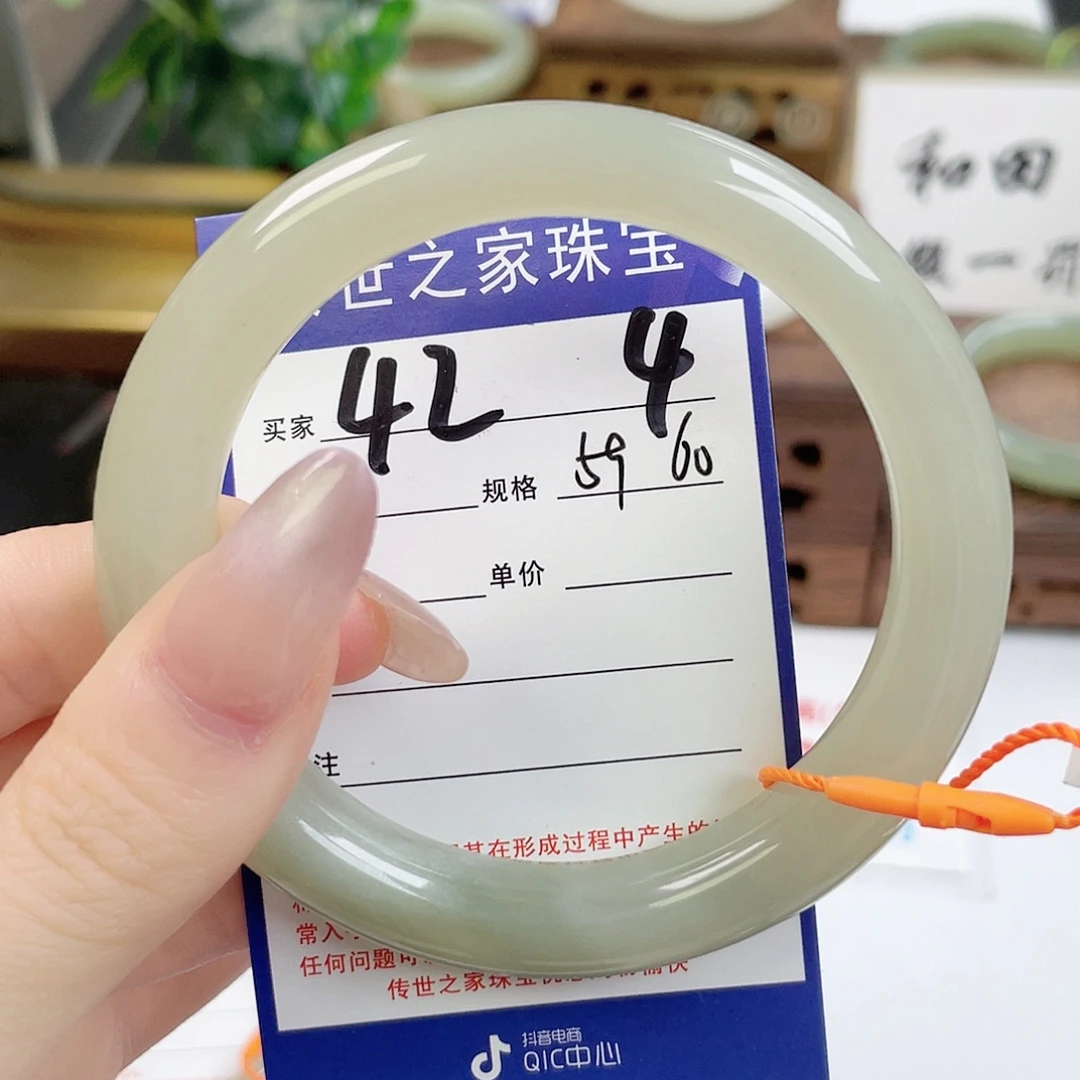 世之家珠宝
买家 42 4
规格 59 60
单价
注
其在形成过程中产生的
常入
任何问题
传世之家珠宝
抖音电商
QIC中心
和田
一